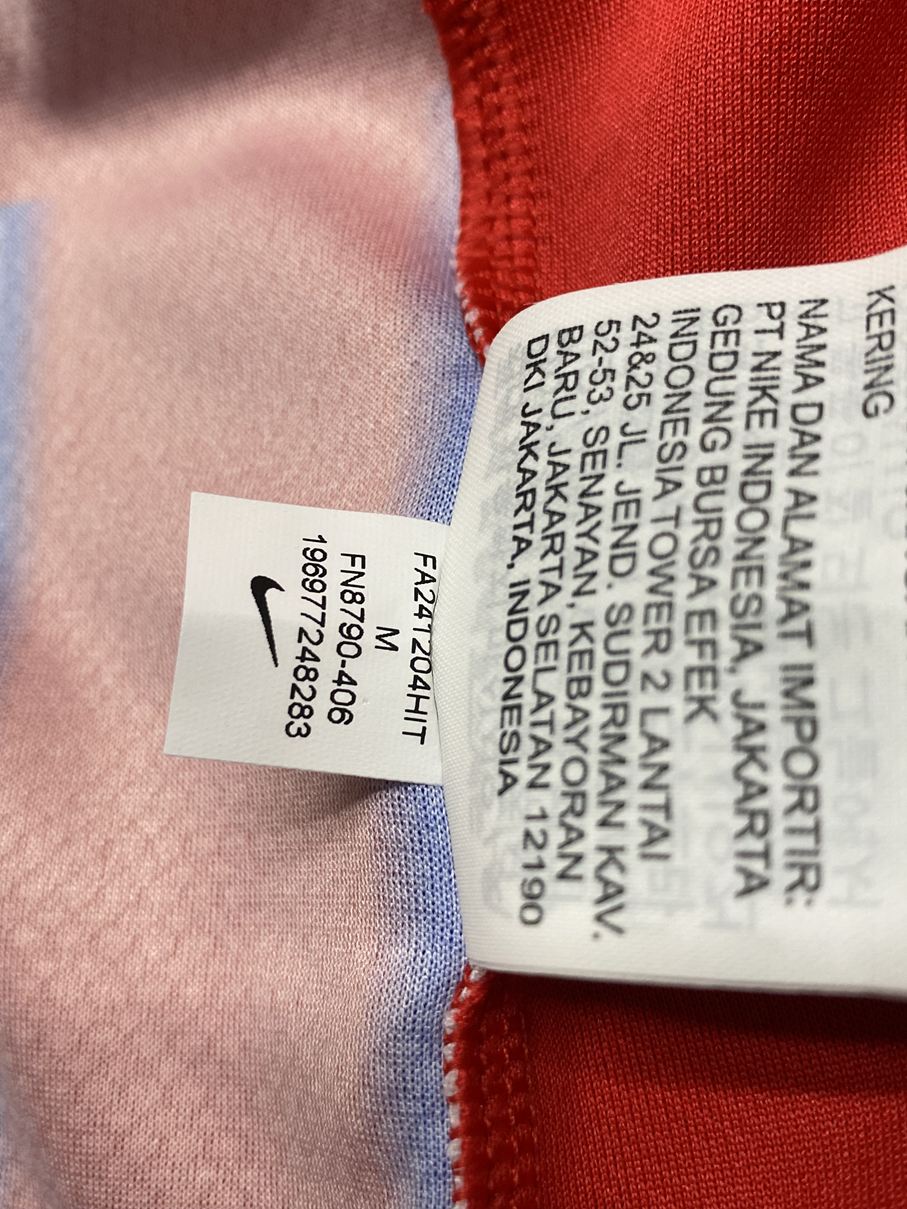 KERING
NAMA DAN ALAMAT IMPORTIR:
PT NIKE INDONESIA, JAKARTA
GEDUNG BURSA EFEK
INDONESIA TOWER 2 LANTAI
24&25 JL. JEND. SUDIRMAN KAV.
52-53, SENAYAN, KEBAYORAN
BARU, JAKARTA SELATAN 12190
DKI JAKARTA, INDONESIA
FA241204HIT
M
FN8790-406
196977248283